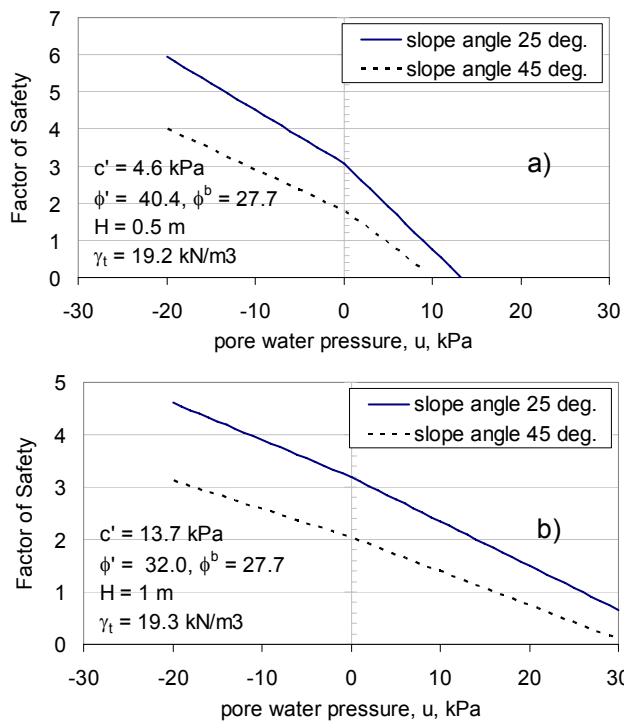 7
6
5
4
3
2
1
0
Factor of Safety
slope angle 25 deg.
slope angle 45 deg.
a)
c' = 4.6 kPa
ϕ' = 40.4, ϕᵇ = 27.7
H = 0.5 m
γₜ = 19.2 kN/m3
-30 -20 -10 0 10 20 30
pore water pressure, u, kPa
5
4
3
2
1
0
Factor of Safety
slope angle 25 deg.
slope angle 45 deg.
b)
c' = 13.7 kPa
ϕ' = 32.0, ϕᵇ = 27.7
H = 1 m
γₜ = 19.3 kN/m3
-30 -20 -10 0 10 20 30
pore water pressure, u, kPa